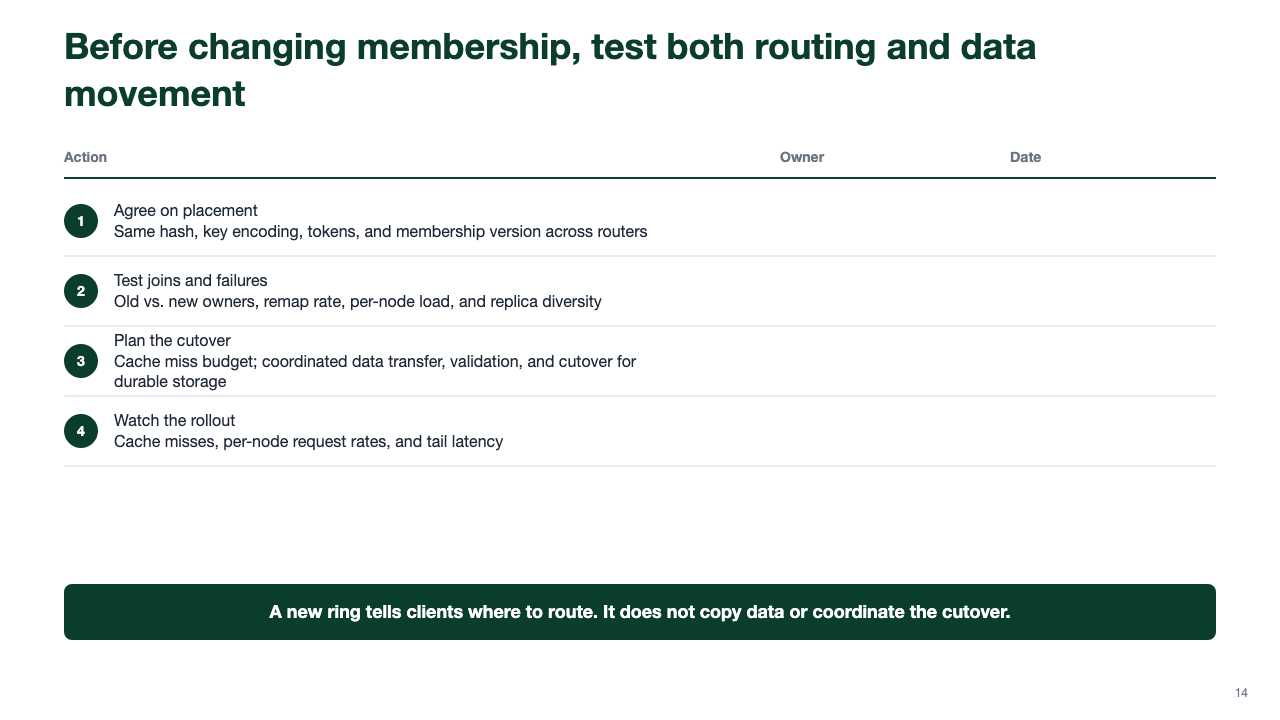 Before changing membership, test both routing and data
movement
Action Owner Date
1 Agree on placement
Same hash, key encoding, tokens, and membership version across routers
2 Test joins and failures
Old vs. new owners, remap rate, per-node load, and replica diversity
3 Plan the cutover
Cache miss budget; coordinated data transfer, validation, and cutover for
durable storage
4 Watch the rollout
Cache misses, per-node request rates, and tail latency
A new ring tells clients where to route. It does not copy data or coordinate the cutover.
14